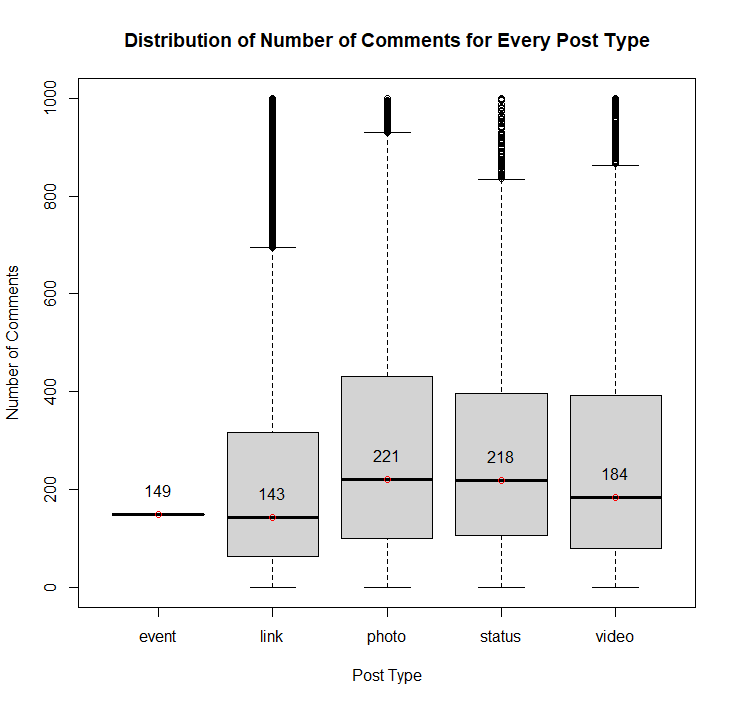 Distribution of Number of Comments for Every Post Type
Number of Comments
1000
800
600
400
200
0
149
143
221
218
184
event
link
photo
status
video
Post Type